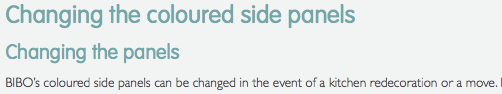 Changing the coloured side panels
Changing the panels
BIBO's coloured side panels can be changed in the event of a kitchen redecoration or a move.